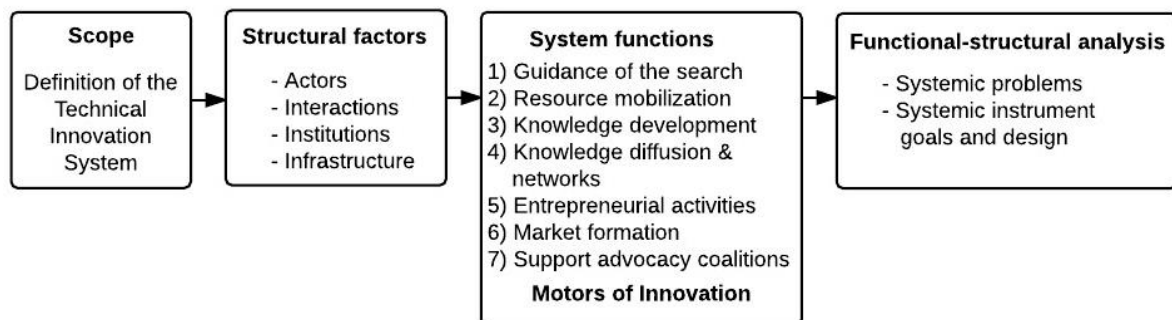 Scope
Definition of the
Technical
Innovation
System
Structural factors
- Actors
- Interactions
- Institutions
- Infrastructure
System functions
1) Guidance of the search
2) Resource mobilization
3) Knowledge development
4) Knowledge diffusion &
networks
5) Entrepreneurial activities
6) Market formation
7) Support advocacy coalitions
Motors of Innovation
Functional-structural analysis
- Systemic problems
- Systemic instrument
goals and design